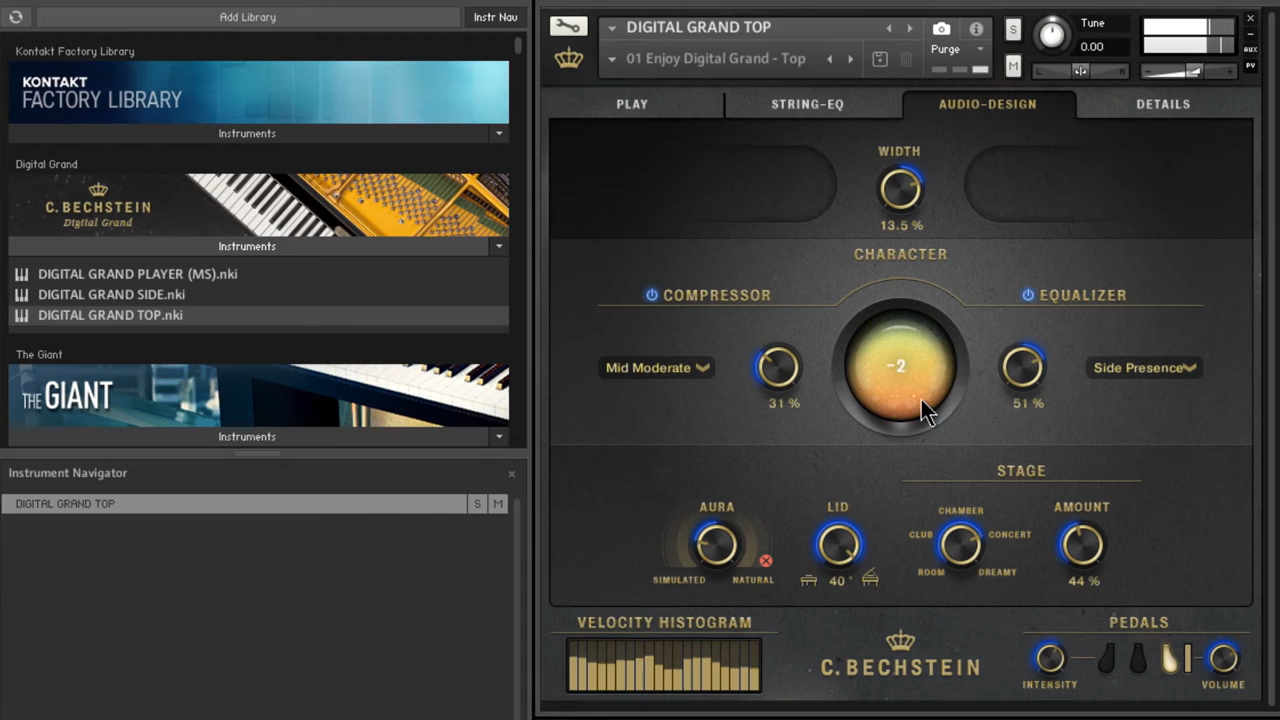 Add Library
Instr Nav
Kontakt Factory Library
KONTAKT
FACTORY LIBRARY
Instruments
Digital Grand
C. BECHSTEIN
Digital Grand
Instruments
DIGITAL GRAND PLAYER (MS).nki
DIGITAL GRAND SIDE.nki
DIGITAL GRAND TOP.nki
The Giant
THE GIANT
Instruments
Instrument Navigator
×
DIGITAL GRAND TOP
S M
DIGITAL GRAND TOP
01 Enjoy Digital Grand - Top
Purge
S
M
Tune
0.00
L R
- +
×
-
AUX
PV
PLAY
STRING-EQ
AUDIO-DESIGN
DETAILS
WIDTH
13.5 %
CHARACTER
COMPRESSOR
EQUALIZER
Mid Moderate
31 %
-2
51 %
Side Presence
STAGE
AURA
SIMULATED
NATURAL
LID
40 °
CHAMBER
CLUB
CONCERT
ROOM
DREAMY
AMOUNT
44 %
VELOCITY HISTOGRAM
C. BECHSTEIN
PEDALS
INTENSITY
VOLUME